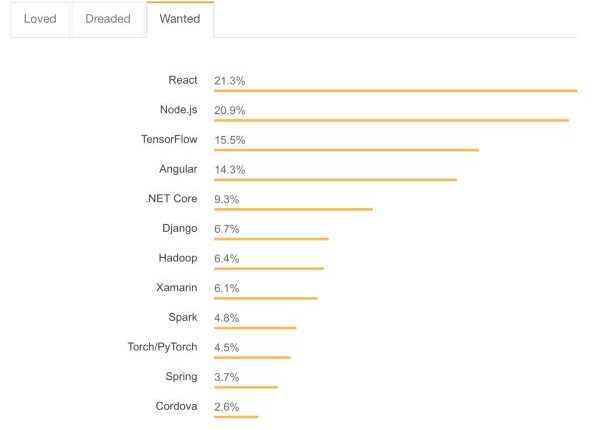 Loved Dreaded Wanted
React 21.3%
Node.js 20.9%
TensorFlow 15.5%
Angular 14.3%
.NET Core 9.3%
Django 6.7%
Hadoop 6.4%
Xamarin 6.1%
Spark 4.8%
Torch/PyTorch 4.5%
Spring 3.7%
Cordova 2.6%